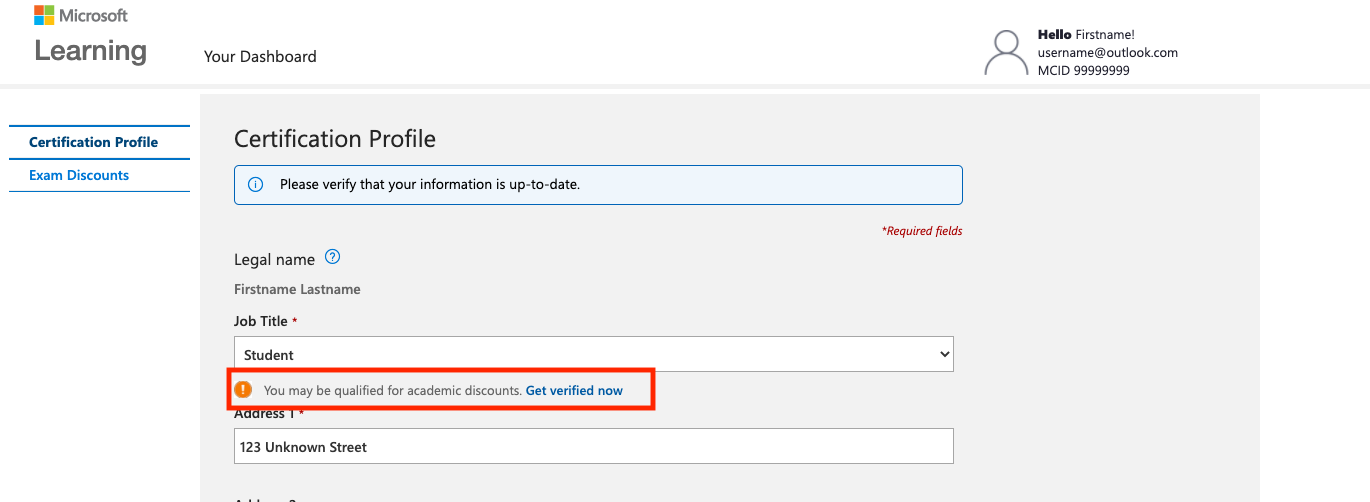 Microsoft
Learning
Your Dashboard
Hello Firstname!
username@outlook.com
MCID 99999999
Certification Profile
Exam Discounts
Certification Profile
Please verify that your information is up-to-date.
*Required fields
Legal name ?
Firstname Lastname
Job Title *
Student
You may be qualified for academic discounts. Get verified now
Address 1 *
123 Unknown Street